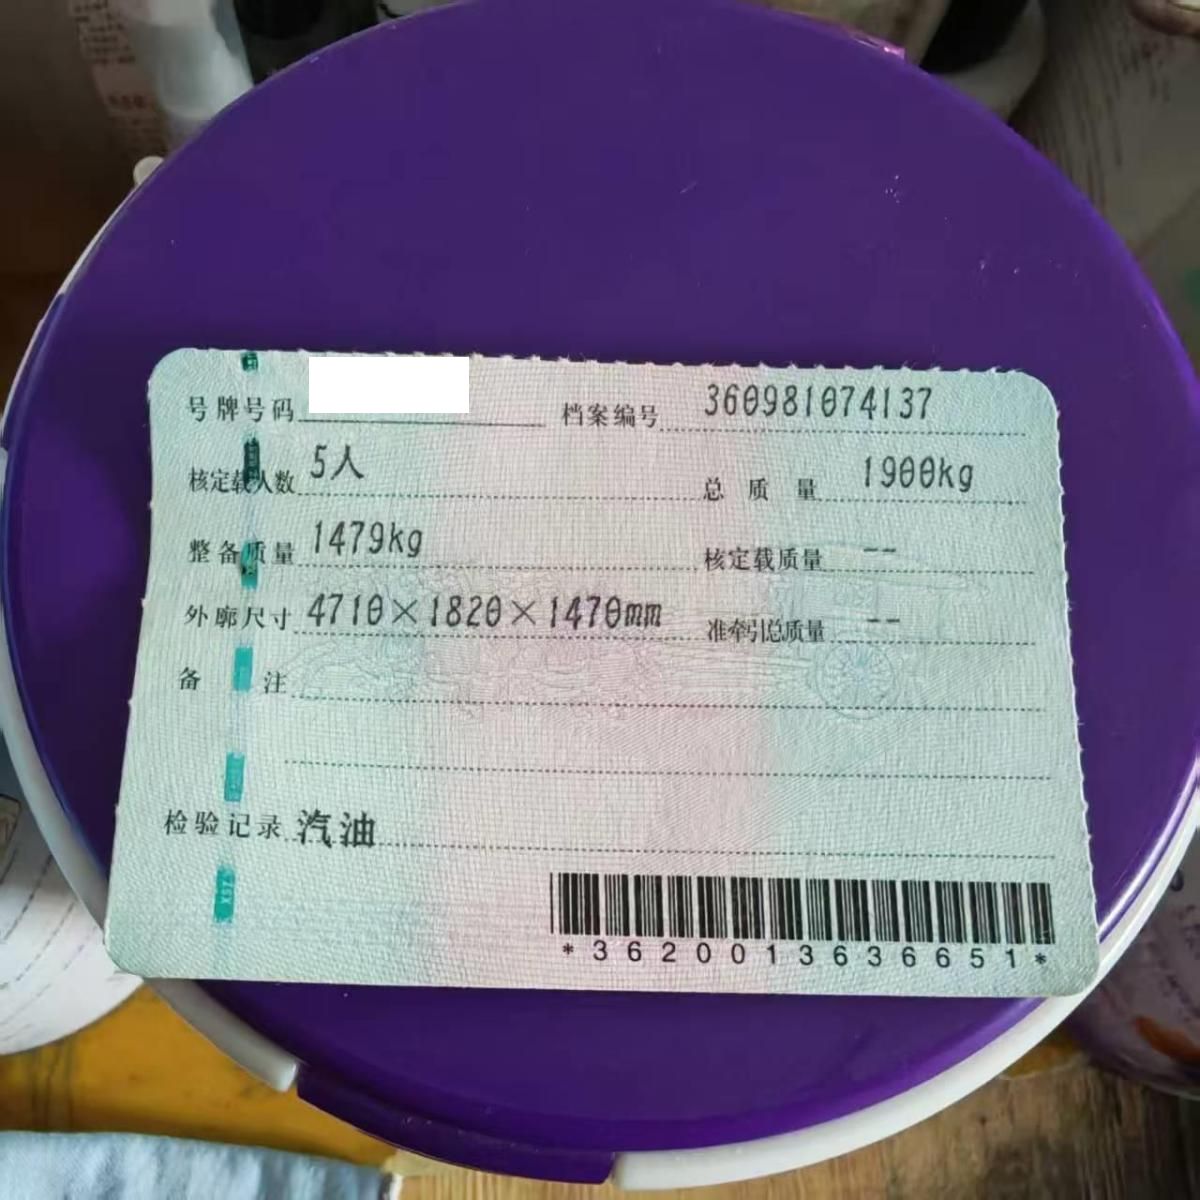 号牌号码 档案编号 360981074137
核定载人数 5人 总质量 1900kg
整备质量 1479kg 核定载质量 --
外廓尺寸 4710×1820×1470mm 准牵引总质量 --
备注
检验记录 汽油
*3620013636651*